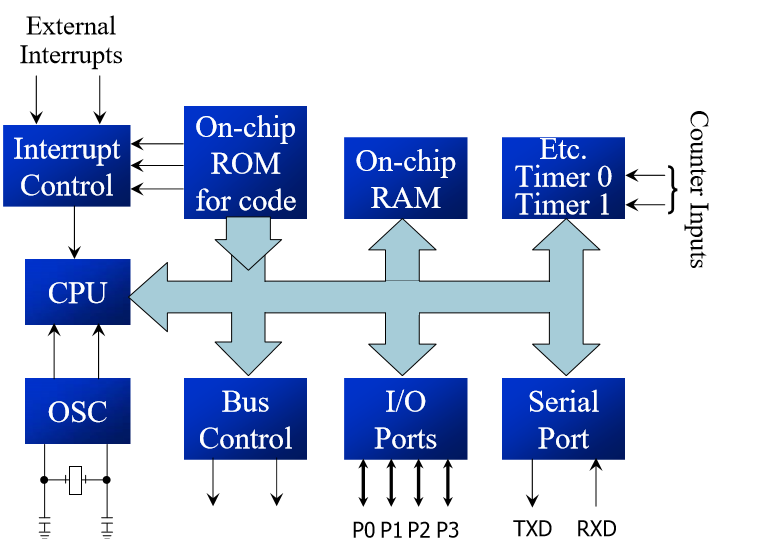 External
Interrupts
Interrupt
Control
On-chip
ROM
for code
On-chip
RAM
Etc.
Timer 0
Timer 1
Counter Inputs
CPU
OSC
Bus
Control
I/O
Ports
Serial
Port
P0 P1 P2 P3
TXD RXD